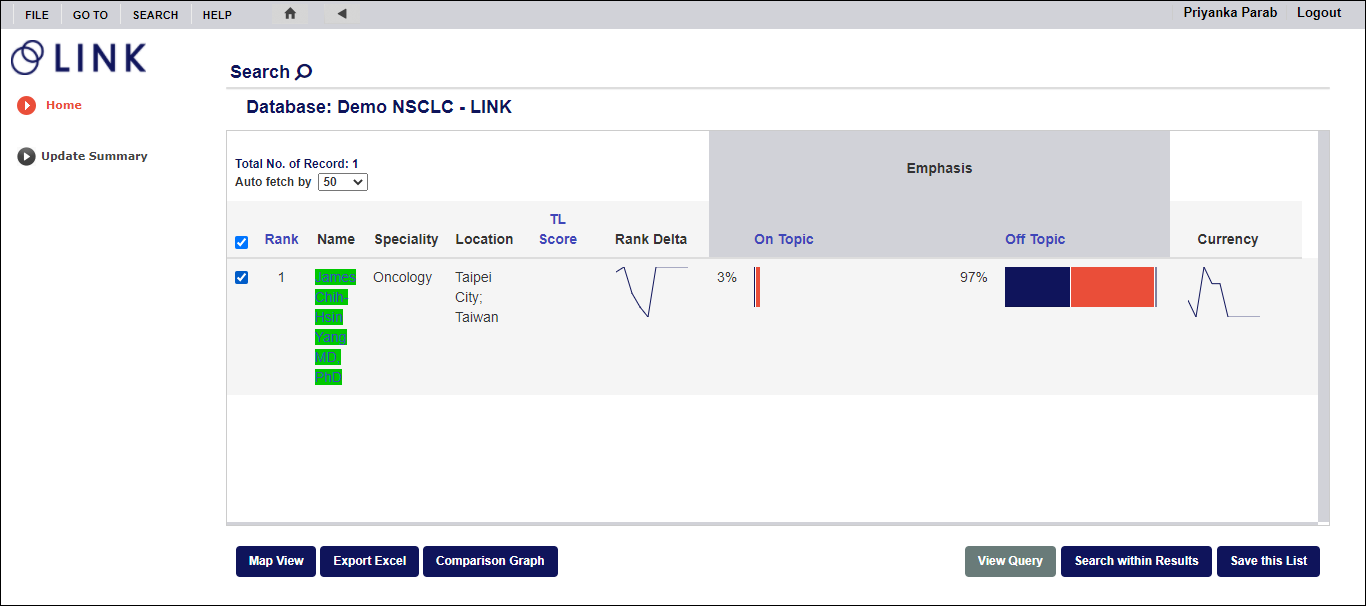 FILE GO TO SEARCH HELP Priyanka Parab Logout
LINK
Home
Update Summary
Search
Database: Demo NSCLC - LINK
Total No. of Record: 1
Auto fetch by 50
Emphasis
Rank Name Speciality Location TL Score Rank Delta On Topic Off Topic Currency
1 James Oncology Taipei 3% 97%
Chih- City;
Hsin Taiwan
Yang
MD,
PhD
Map View Export Excel Comparison Graph View Query Search within Results Save this List